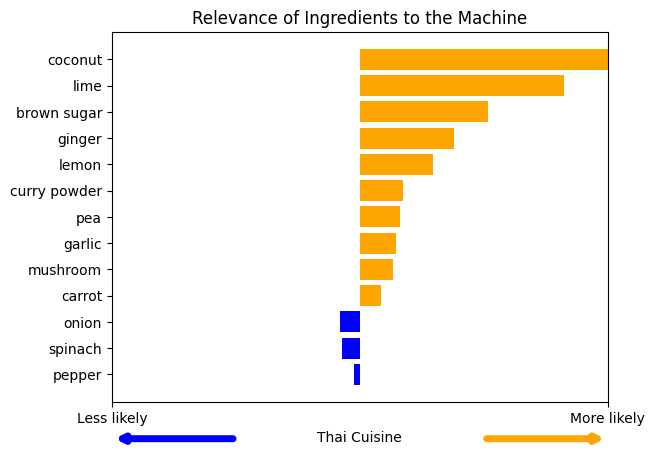 Relevance of Ingredients to the Machine
coconut
lime
brown sugar
ginger
lemon
curry powder
pea
garlic
mushroom
carrot
onion
spinach
pepper
Less likely
More likely
Thai Cuisine